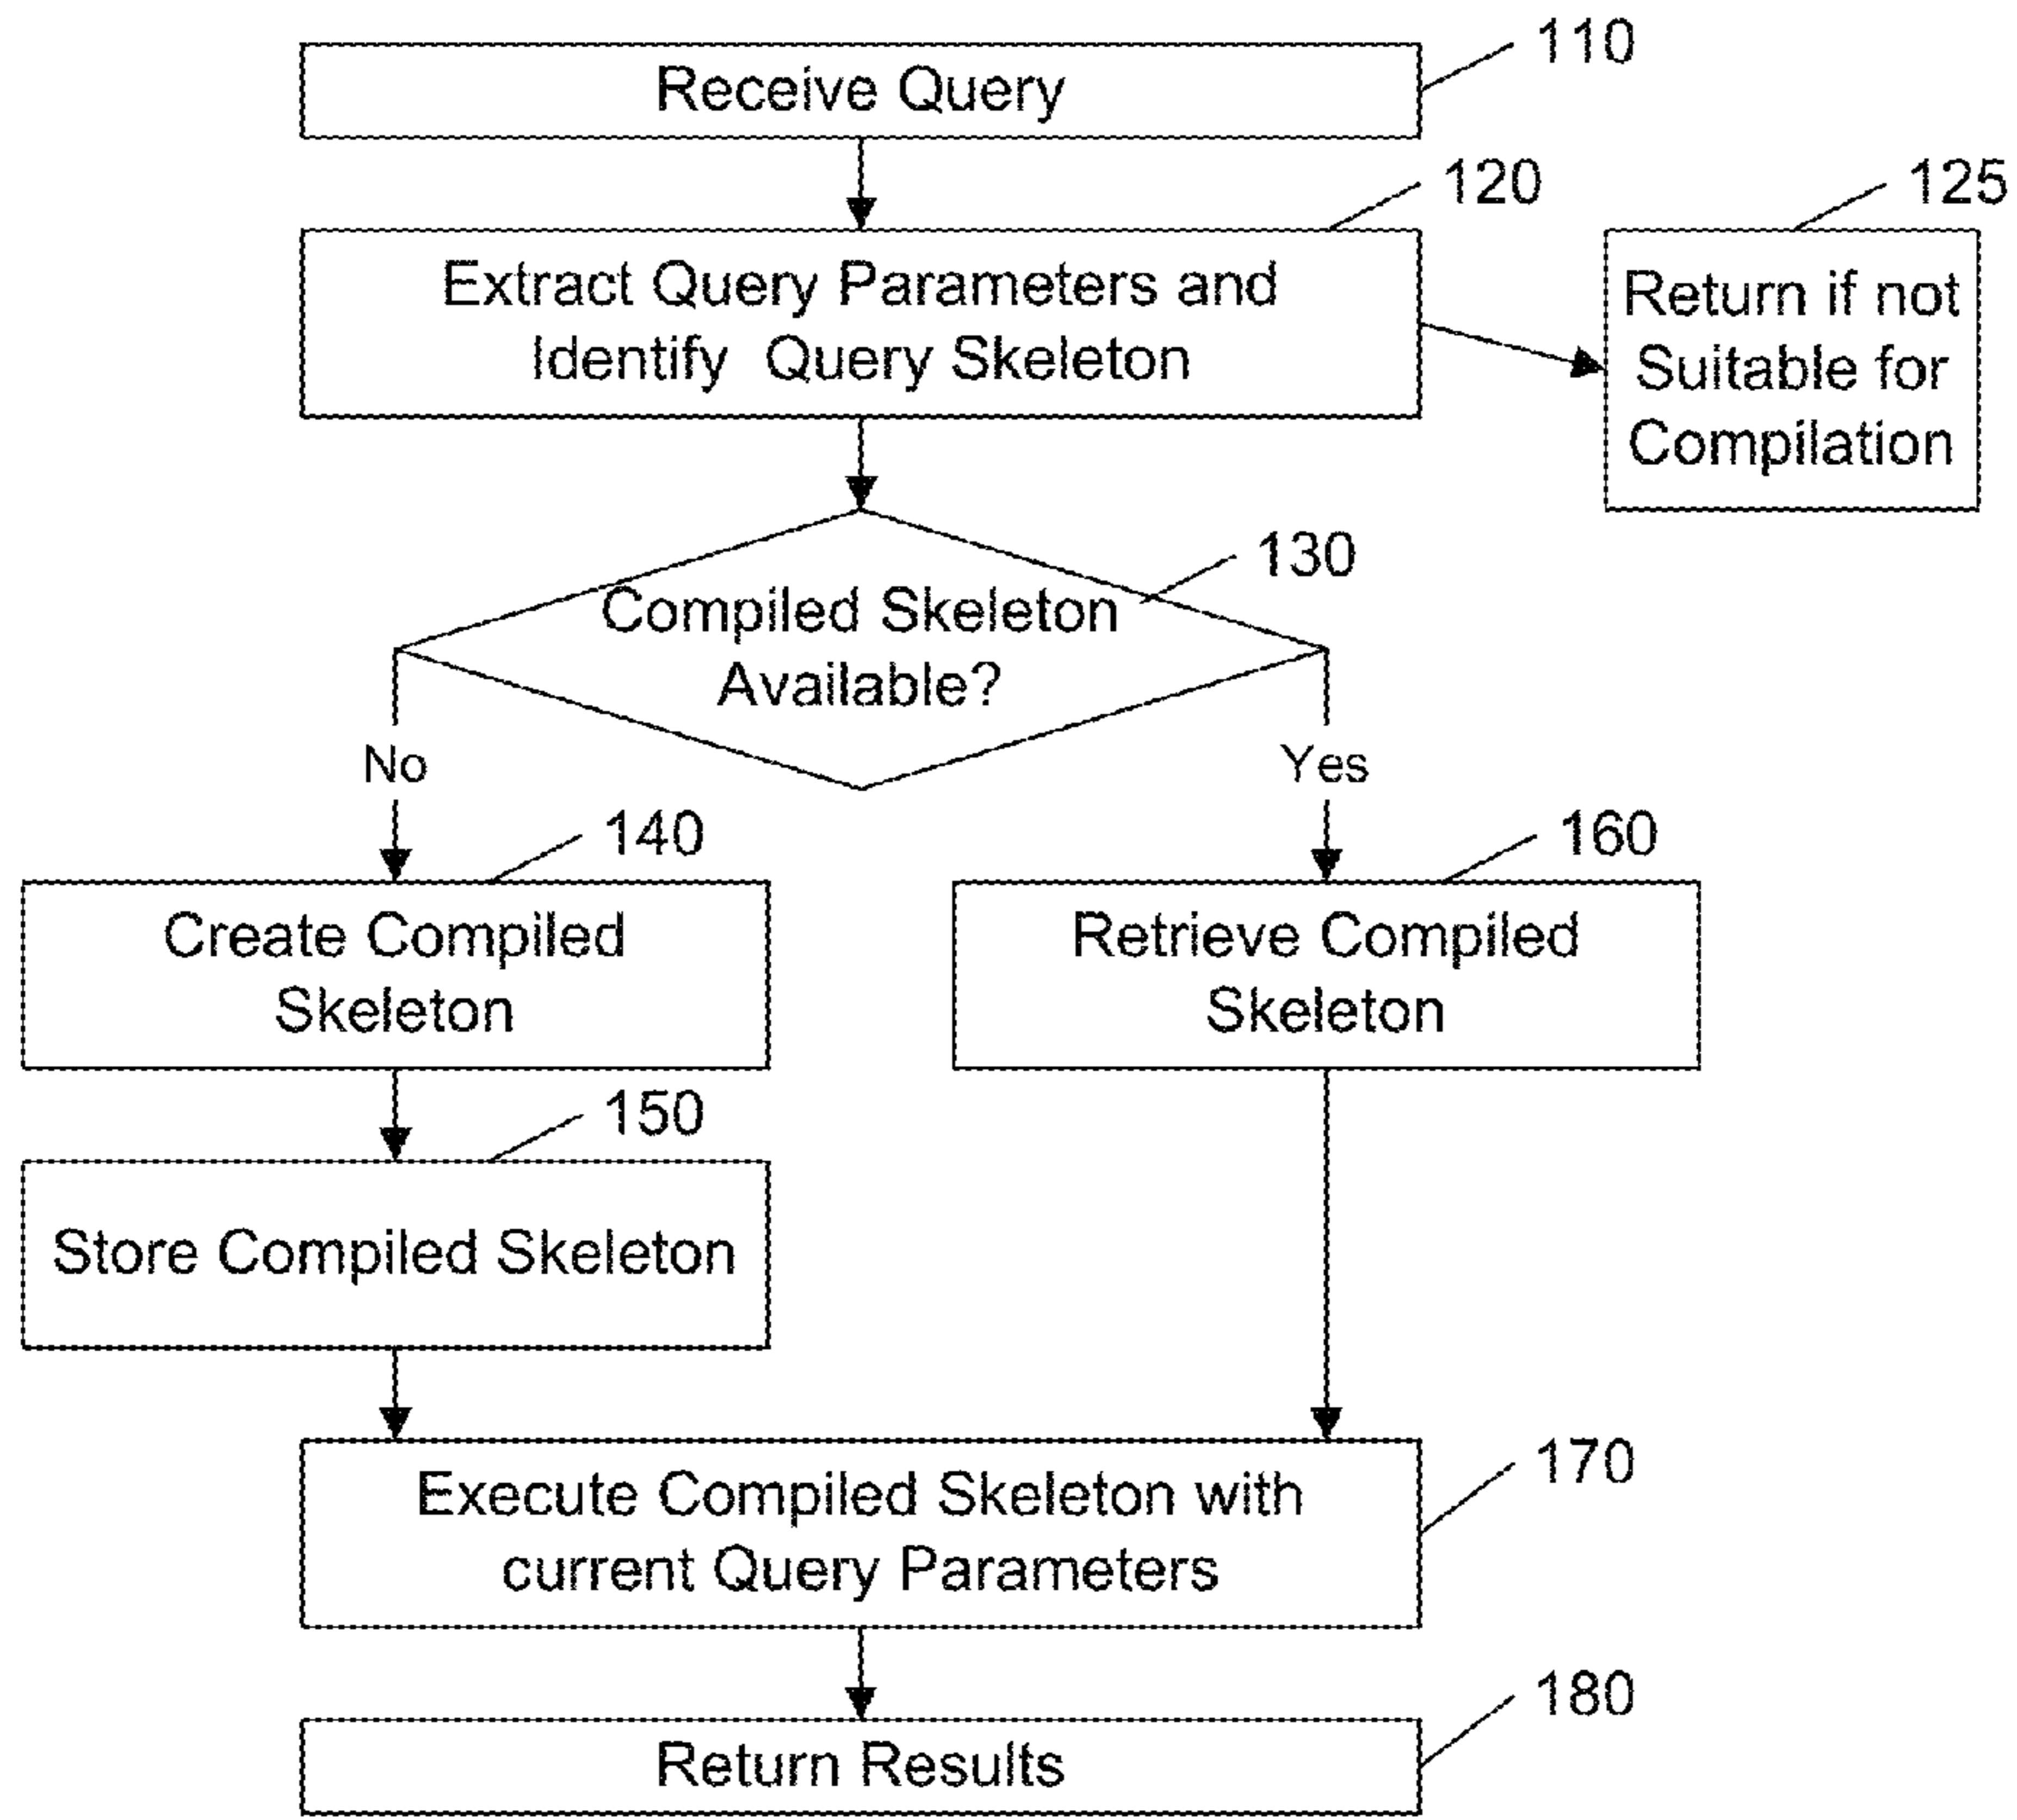 110
Receive Query
120
125
Extract Query Parameters and
Identify Query Skeleton
Return if not
Suitable for
Compilation
130
Compiled Skeleton
Available?
No
Yes
140
160
Create Compiled
Skeleton
Retrieve Compiled
Skeleton
150
Store Compiled Skeleton
170
Execute Compiled Skeleton with
current Query Parameters
180
Return Results